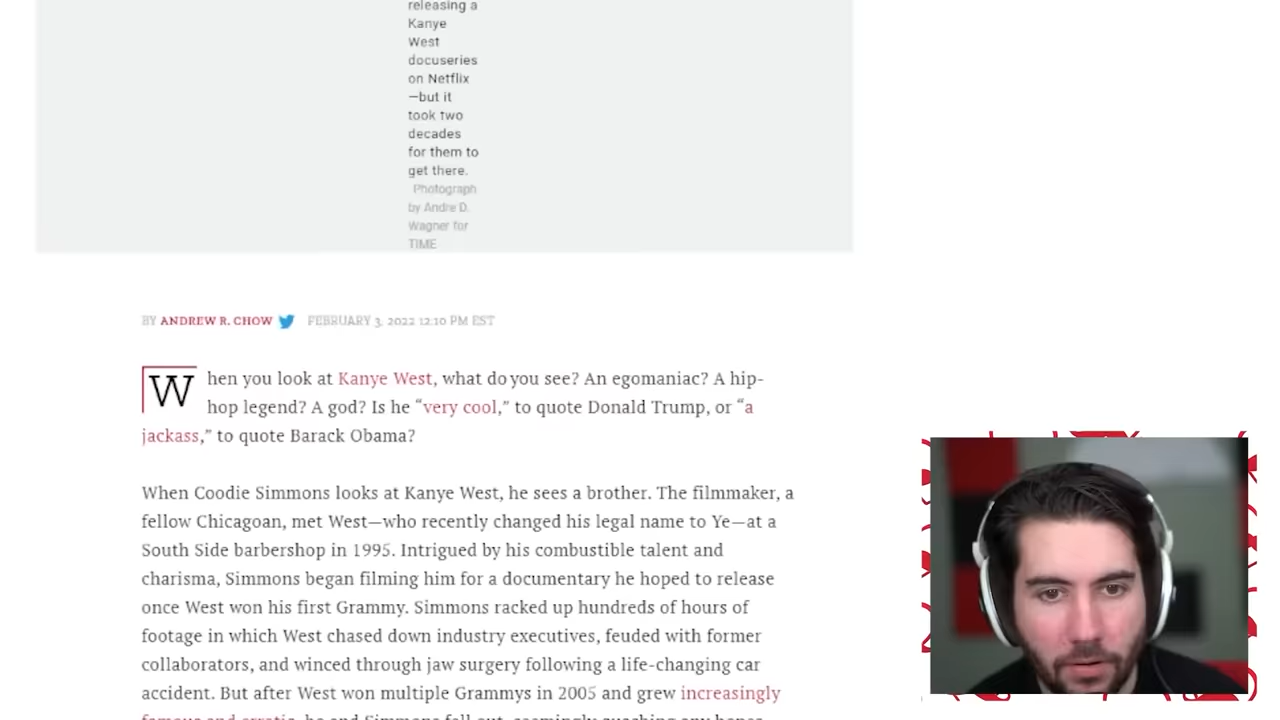 releasing a
Kanye
West
docuseries
on Netflix
—but it
took two
decades
for them to
get there.
Photograph
by Andre D.
Wagner for
TIME
BY ANDREW R. CHOW FEBRUARY 3, 2022 12:10 PM EST
When you look at Kanye West, what do you see? An egomaniac? A hip-
hop legend? A god? Is he “very cool,” to quote Donald Trump, or “a
jackass,” to quote Barack Obama?
When Coodie Simmons looks at Kanye West, he sees a brother. The filmmaker, a
fellow Chicagoan, met West—who recently changed his legal name to Ye—at a
South Side barbershop in 1995. Intrigued by his combustible talent and
charisma, Simmons began filming him for a documentary he hoped to release
once West won his first Grammy. Simmons racked up hundreds of hours of
footage in which West chased down industry executives, feuded with former
collaborators, and winced through jaw surgery following a life-changing car
accident. But after West won multiple Grammys in 2005 and grew increasingly
famous and erratic, he and Simmons fell out, seemingly quashing any hopes